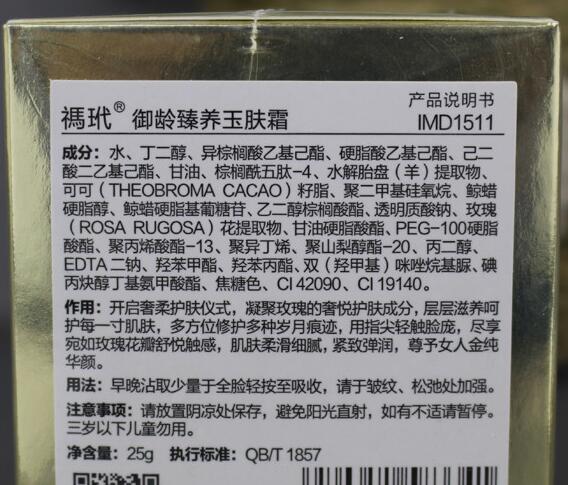 产品说明书
禡玳® 御龄臻养玉肤霜 IMD1511
成分：水、丁二醇、异棕榈酸乙基己酯、硬脂酸乙基己酯、己二
酸二乙基己酯、甘油、棕榈酰五肽-4、水解胎盘（羊）提取物、
可可（THEOBROMA CACAO）籽脂、聚二甲基硅氧烷、鲸蜡
硬脂醇、鲸蜡硬脂基葡糖苷、乙二醇棕榈酸酯、透明质酸钠、玫瑰
（ROSA RUGOSA）花提取物、甘油硬脂酸酯、PEG-100硬脂
酸酯、聚丙烯酸酯-13、聚异丁烯、聚山梨醇酯-20、丙二醇、
EDTA二钠、羟苯甲酯、羟苯丙酯、双（羟甲基）咪唑烷基脲、碘
丙炔醇丁基氨甲酸酯、焦糖色、CI 42090、CI 19140。
作用：开启奢柔护肤仪式，凝聚玫瑰的奢悦护肤成分，层层滋养呵
护每一寸肌肤，多方位修护多种岁月痕迹，用指尖轻触脸庞，尽享
宛如玫瑰花瓣舒悦触感，肌肤柔滑细腻，紧致弹润，尊予女人金纯
华颜。
用法：早晚沾取少量于全脸轻按至吸收，请于皱纹、松弛处加强。
注意事项：请放置阴凉处保存，避免阳光直射，如有不适请暂停。
三岁以下儿童勿用。
净含量：25g 执行标准：QB/T 1857